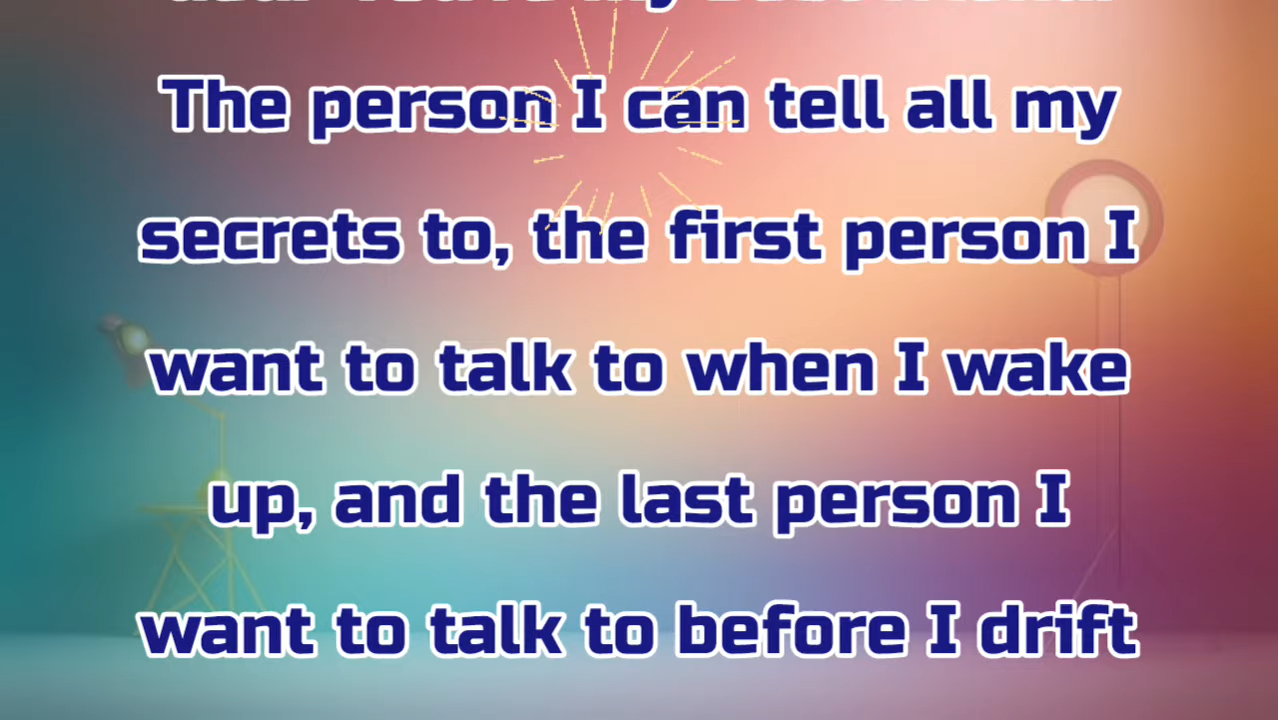 The person I can tell all my
secrets to, the first person I
want to talk to when I wake
up, and the last person I
want to talk to before I drift